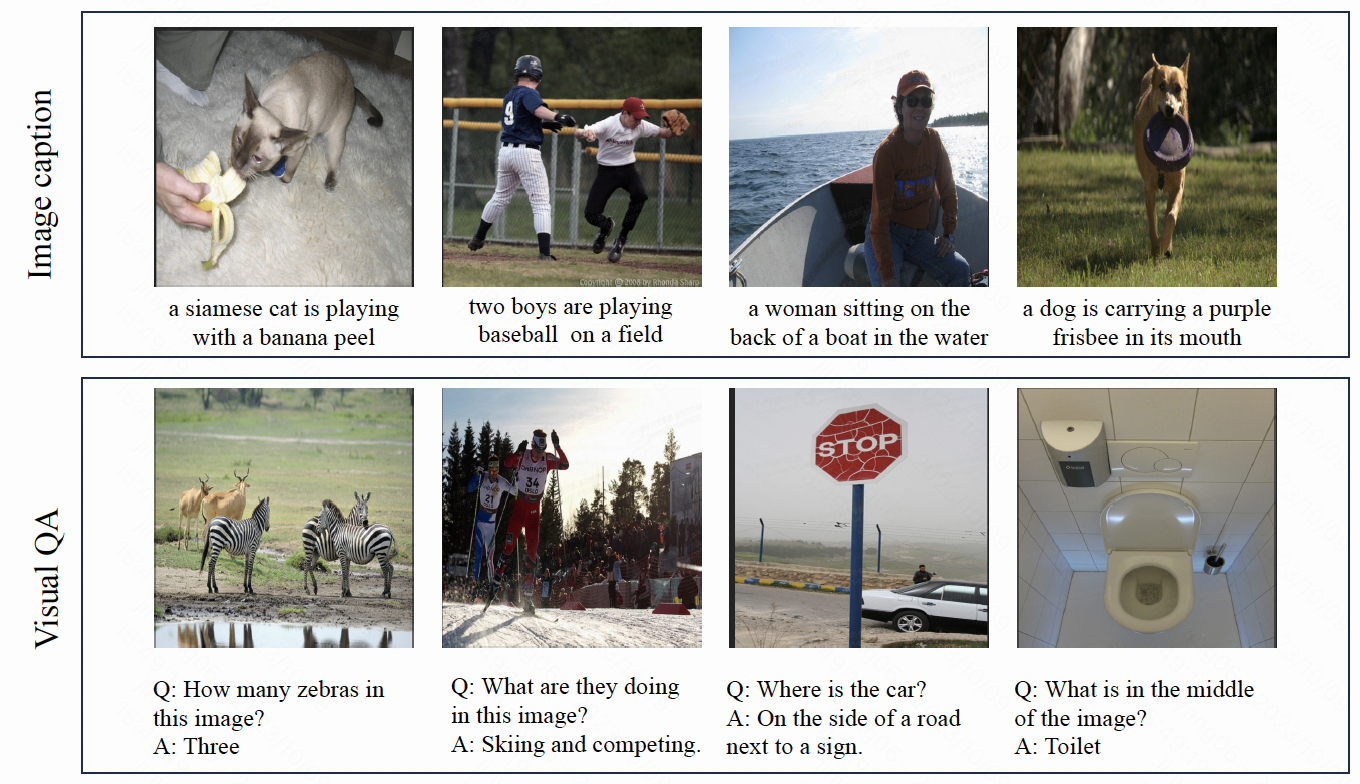 Image caption
9
Copyright © 2008 by Rhonda Sharp
a siamese cat is playing
with a banana peel
two boys are playing
baseball  on a field
a woman sitting on the
back of a boat in the water
a dog is carrying a purple
frisbee in its mouth
Visual QA
21
34
STOP
Q: How many zebras in
this image?
A: Three
Q: What are they doing
in this image?
A: Skiing and competing.
Q: Where is the car?
A: On the side of a road
next to a sign.
Q: What is in the middle
of the image?
A: Toilet